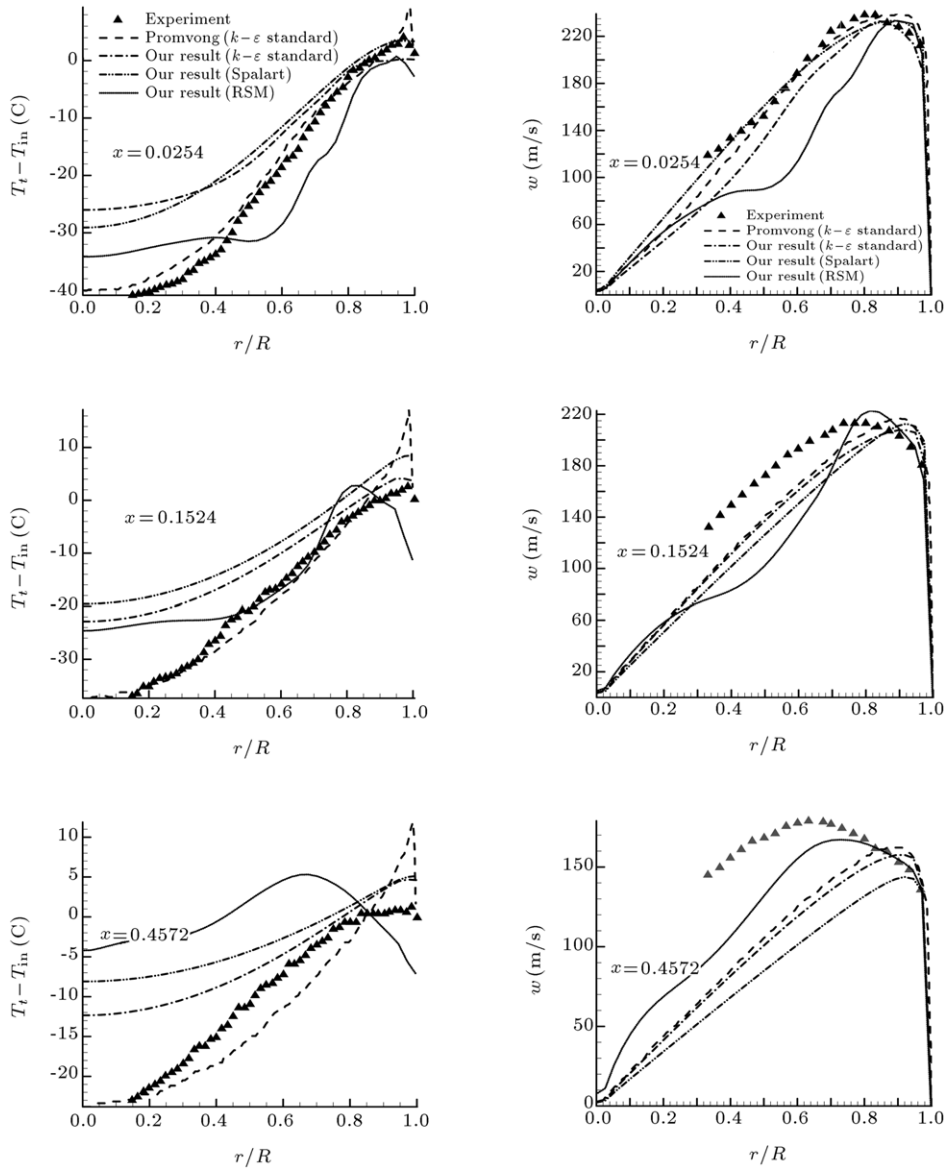 Experiment
Promvong (k−ε standard)
Our result (k−ε standard)
Our result (Spalart)
Our result (RSM)
x=0.0254
T_t − T_in (C)
0
-10
-20
-30
-40
0.0 0.2 0.4 0.6 0.8 1.0
r/R
x=0.0254
w (m/s)
220
180
140
100
60
20
Experiment
Promvong (k−ε standard)
Our result (k−ε standard)
Our result (Spalart)
Our result (RSM)
0.0 0.2 0.4 0.6 0.8 1.0
r/R
x=0.1524
T_t − T_in (C)
10
0
-10
-20
-30
0.0 0.2 0.4 0.6 0.8 1.0
r/R
x=0.1524
w (m/s)
220
180
140
100
60
20
0.0 0.2 0.4 0.6 0.8 1.0
r/R
x=0.4572
T_t − T_in (C)
10
5
0
-5
-10
-15
-20
0.0 0.2 0.4 0.6 0.8 1.0
r/R
x=0.4572
w (m/s)
150
100
50
0
0.0 0.2 0.4 0.6 0.8 1.0
r/R